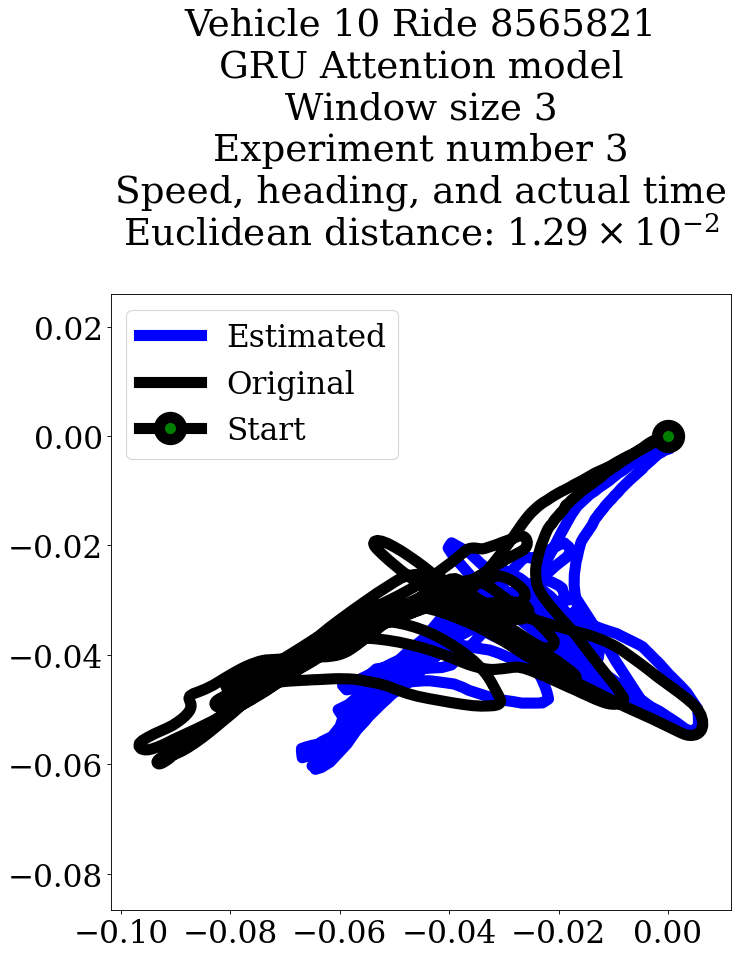 Vehicle 10 Ride 8565821
GRU Attention model
Window size 3
Experiment number 3
Speed, heading, and actual time
Euclidean distance: 1.29 × 10⁻²
Estimated
Original
Start
0.02
0.00
−0.02
−0.04
−0.06
−0.08
−0.10 −0.08 −0.06 −0.04 −0.02 0.00